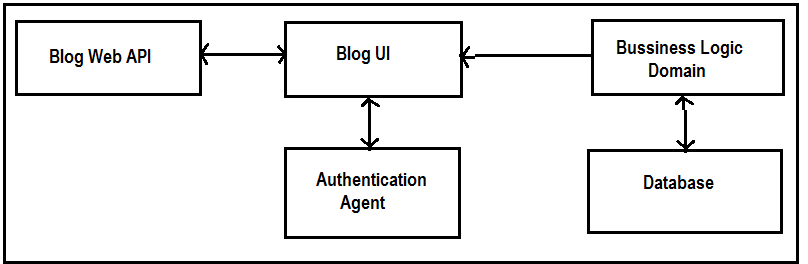 Blog Web API
Blog UI
Bussiness Logic
Domain
Authentication
Agent
Database